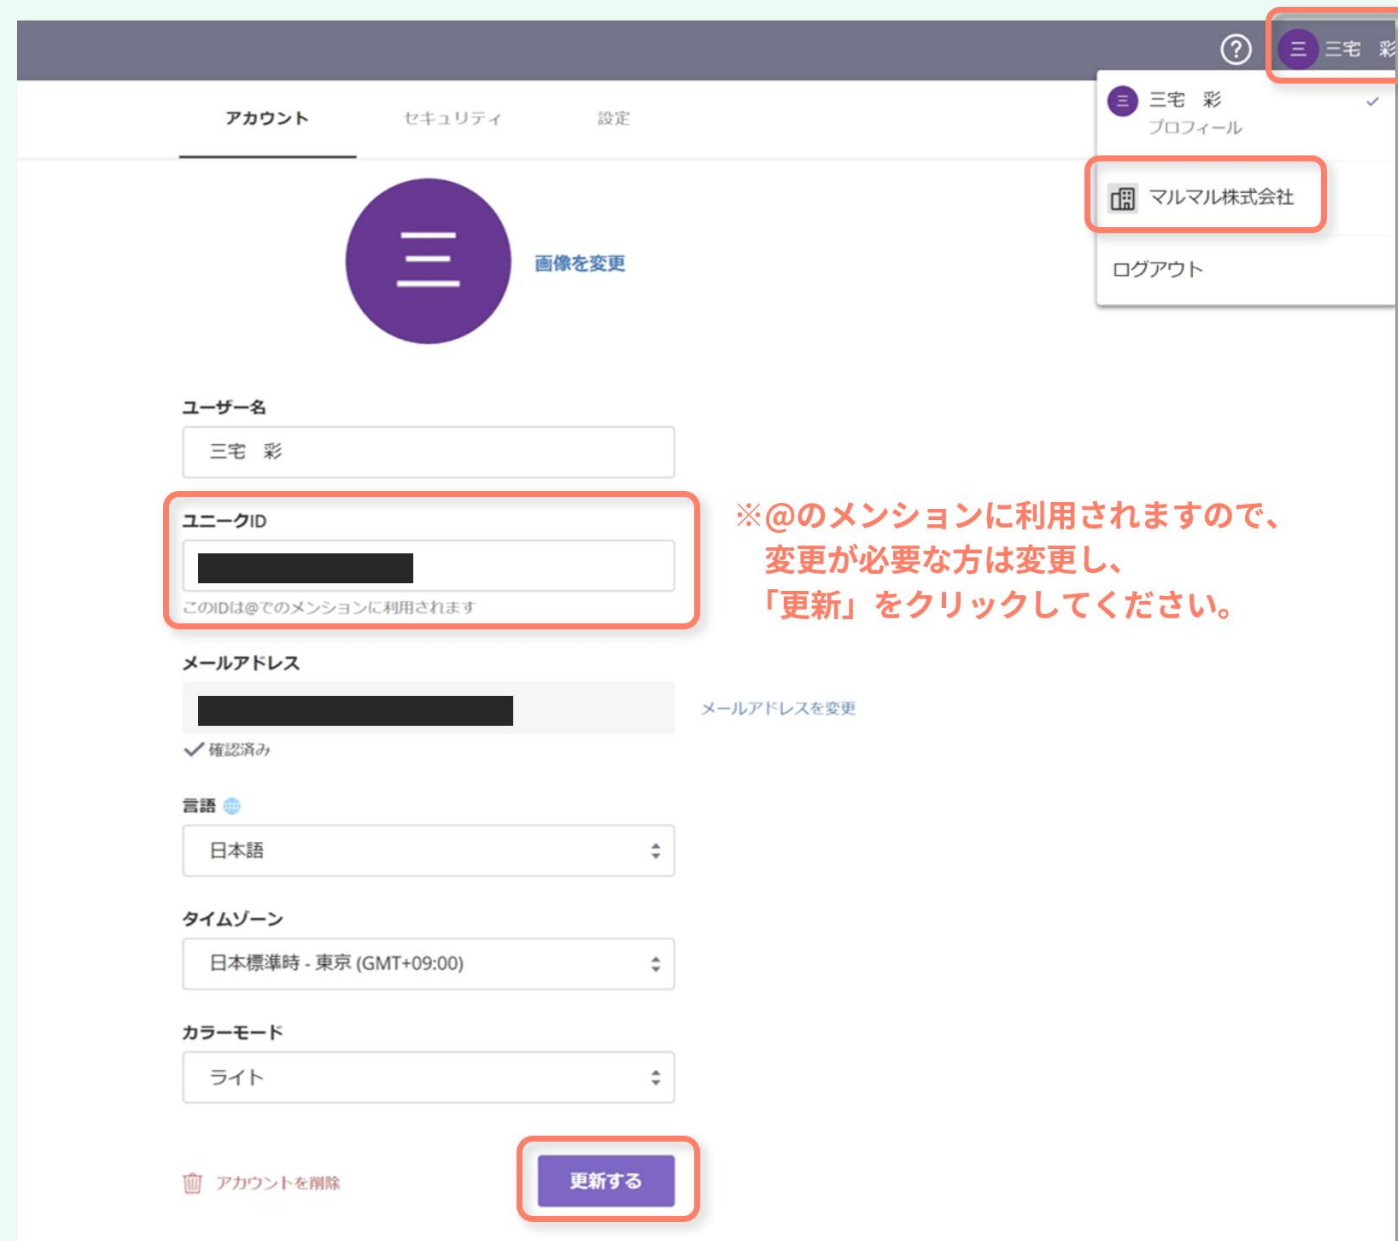 三 三宅 彩
アカウント セキュリティ 設定
三 三宅 彩
プロフィール
マルマル株式会社
ログアウト
三
画像を変更
ユーザー名
三宅 彩
ユニークID
このIDは@でのメンションに利用されます
※@のメンションに利用されますので、
変更が必要な方は変更し、
「更新」をクリックしてください。
メールアドレス
メールアドレスを変更
確認済み
言語
日本語
タイムゾーン
日本標準時 - 東京 (GMT+09:00)
カラーモード
ライト
アカウントを削除
更新する